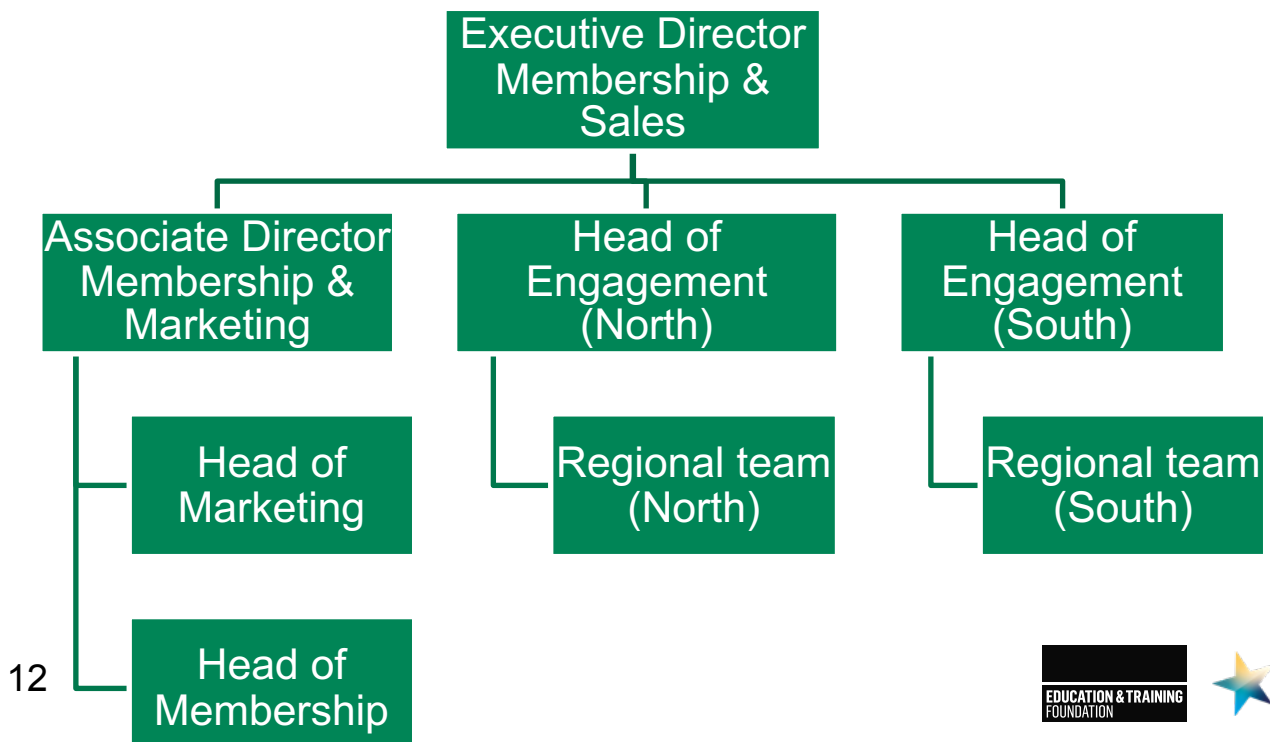 Executive Director
Membership &
Sales
Associate Director
Membership &
Marketing
Head of
Engagement
(North)
Head of
Engagement
(South)
Head of
Marketing
Regional team
(North)
Regional team
(South)
Head of
Membership
12
EDUCATION & TRAINING
FOUNDATION